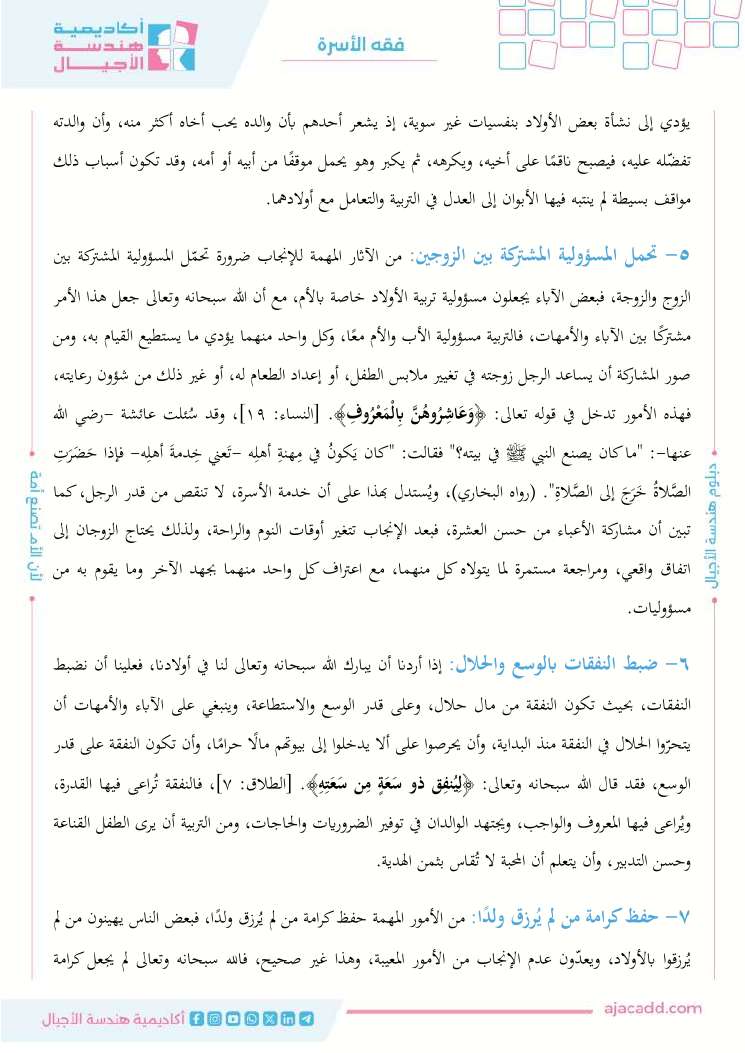 أكاديمية
هندسة
الأجيال
فقه الأسرة
يؤدي إلى نشأة بعض الأولاد بنفسيات غير سوية، إذ يشعر أحدهم بأن والده يحب أخاه أكثر منه، وأن والدته
تفضّله عليه، فيصبح ناقمًا على أخيه، ويكرهه، ثم يكبر وهو يحمل موقفًا من أبيه أو أمه، وقد تكون أسباب ذلك
مواقف بسيطة لم ينتبه فيها الأبوان إلى العدل في التربية والتعامل مع أولادهما.
٥- تحمل المسؤولية المشتركة بين الزوجين: من الآثار المهمة للإنجاب ضرورة تحمّل المسؤولية المشتركة بين
الزوج والزوجة، فبعض الآباء يجعلون مسؤولية تربية الأولاد خاصة بالأم، مع أن الله سبحانه وتعالى جعل هذا الأمر
مشتركًا بين الآباء والأمهات، فالتربية مسؤولية الأب والأم معًا، وكل واحد منهما يؤدي ما يستطيع القيام به، ومن
صور المشاركة أن يساعد الرجل زوجته في تغيير ملابس الطفل، أو إعداد الطعام له، أو غير ذلك من شؤون رعايته،
فهذه الأمور تدخل في قوله تعالى: ﴿وَعَاشِرُوهُنَّ بِالْمَعْرُوفِ﴾. [النساء: ١٩]، وقد سُئلت عائشة -رضي الله
عنها-: "ما كان يصنع النبي ﷺ في بيته؟" فقالت: "كان يَكونُ في مِهنةِ أهلِه -تَعني خِدمةَ أهلِه- فإذا حَضَرَتِ
الصَّلاةُ خَرَجَ إلى الصَّلاةِ". (رواه البخاري)، ويُستدل بهذا على أن خدمة الأسرة، لا تنقص من قدر الرجل، كما
تبين أن مشاركة الأعباء من حسن العشرة، فبعد الإنجاب تتغير أوقات النوم والراحة، ولذلك يحتاج الزوجان إلى
اتفاق واقعي، ومراجعة مستمرة لما يتولاه كل منهما، مع اعتراف كل واحد منهما بجهد الآخر وما يقوم به من
مسؤوليات.
٦- ضبط النفقات بالوسع والحلال: إذا أردنا أن يبارك الله سبحانه وتعالى لنا في أولادنا، فعلينا أن نضبط
النفقات، بحيث تكون النفقة من مال حلال، وعلى قدر الوسع والاستطاعة، وينبغي على الآباء والأمهات أن
يتحرّوا الحلال في النفقة منذ البداية، وأن يحرصوا على ألا يدخلوا إلى بيوتهم مالًا حرامًا، وأن تكون النفقة على قدر
الوسع، فقد قال الله سبحانه وتعالى: ﴿لِيُنفِق ذو سَعَةٍ مِن سَعَتِهِ﴾. [الطلاق: ٧]، فالنفقة تُراعى فيها القدرة،
ويُراعى فيها المعروف والواجب، ويجتهد الوالدان في توفير الضروريات والحاجات، ومن التربية أن يرى الطفل القناعة
وحسن التدبير، وأن يتعلم أن المحبة لا تُقاس بثمن الهدية.
٧- حفظ كرامة من لم يُرزق ولدًا: من الأمور المهمة حفظ كرامة من لم يُرزق ولدًا، فبعض الناس يهينون من لم
يُرزقوا بالأولاد، ويعدّون عدم الإنجاب من الأمور المعيبة، وهذا غير صحيح، فالله سبحانه وتعالى لم يجعل كرامة
دبلوم هندسة الأجيال
لأن الأم تصنع أمة
ajacadd.com
أكاديمية هندسة الأجيال